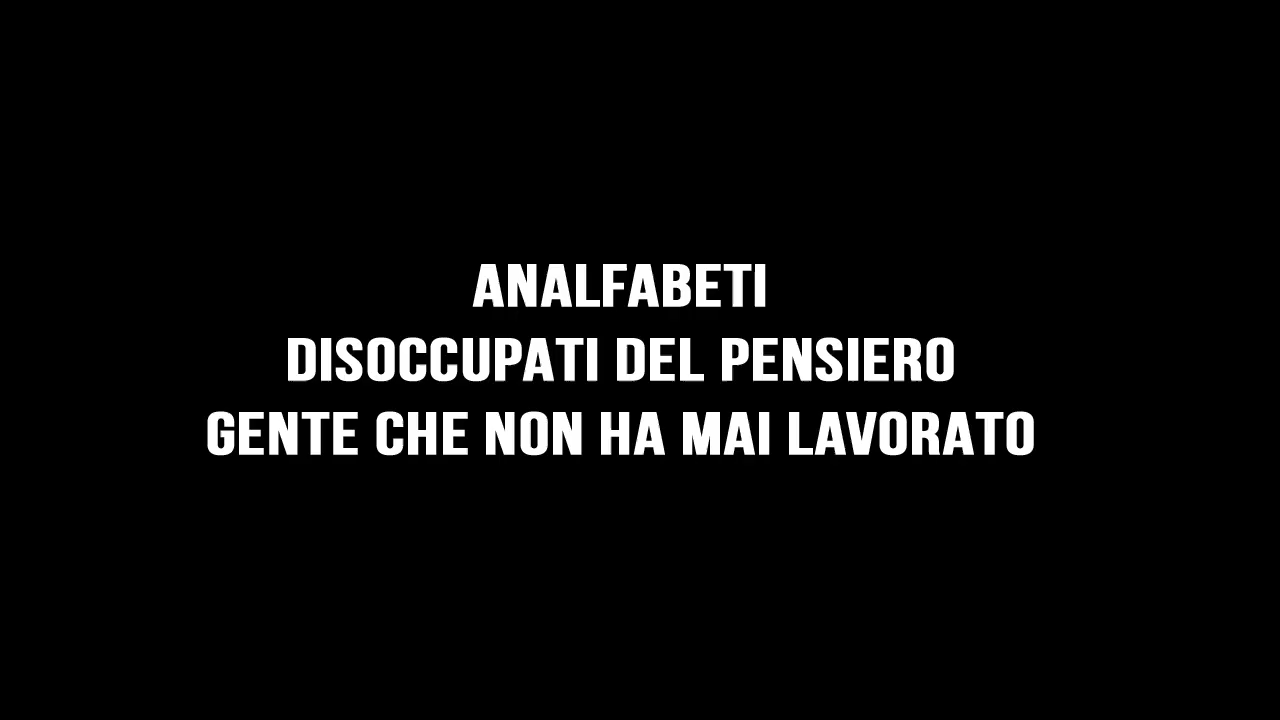 ANALFABETI
DISOCCUPATI DEL PENSIERO
GENTE CHE NON HA MAI LAVORATO